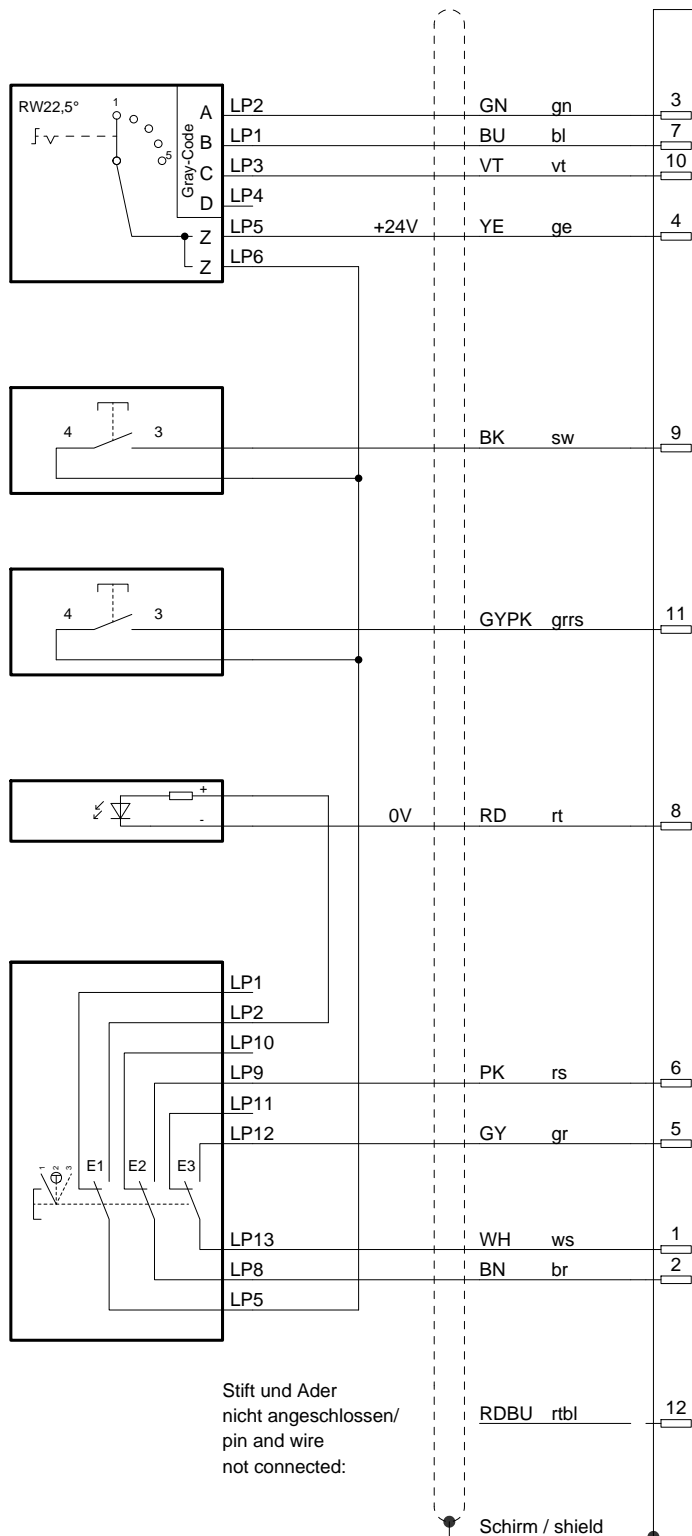 RW22,5° 1 5 Gray-Code A LP2 GN gn 3
B LP1 BU bl 7
C LP3 VT vt 10
D LP4
Z LP5 +24V YE ge 4
Z LP6
4 3 BK sw 9
4 3 GYPK grrs 11
+
- 0V RD rt 8
LP1
LP2
LP10
LP9 PK rs 6
LP11
LP12 GY gr 5
1 2 3 E1 E2 E3
LP13 WH ws 1
LP8 BN br 2
LP5
Stift und Ader
nicht angeschlossen/ RDBU rtbl 12
pin and wire
not connected:
Schirm / shield